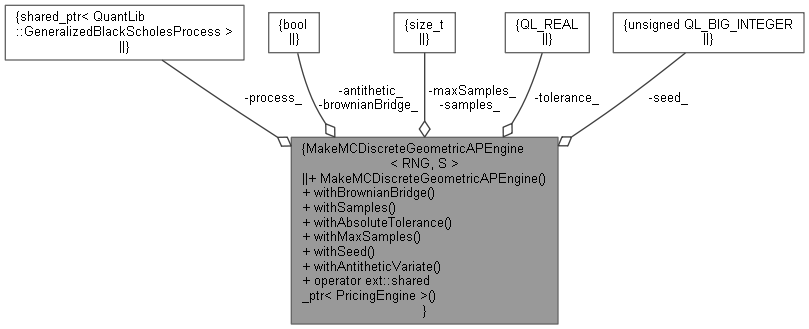 {shared_ptr< QuantLib
::GeneralizedBlackScholesProcess >
||}
{bool
||}
{size_t
||}
{QL_REAL
||}
{unsigned QL_BIG_INTEGER
||}
-process_
-antithetic_
-brownianBridge_
-maxSamples_
-samples_
-tolerance_
-seed_
{MakeMCDiscreteGeometricAPEngine
< RNG, S >
||+ MakeMCDiscreteGeometricAPEngine()
+ withBrownianBridge()
+ withSamples()
+ withAbsoluteTolerance()
+ withMaxSamples()
+ withSeed()
+ withAntitheticVariate()
+ operator ext::shared
_ptr< PricingEngine >()
}